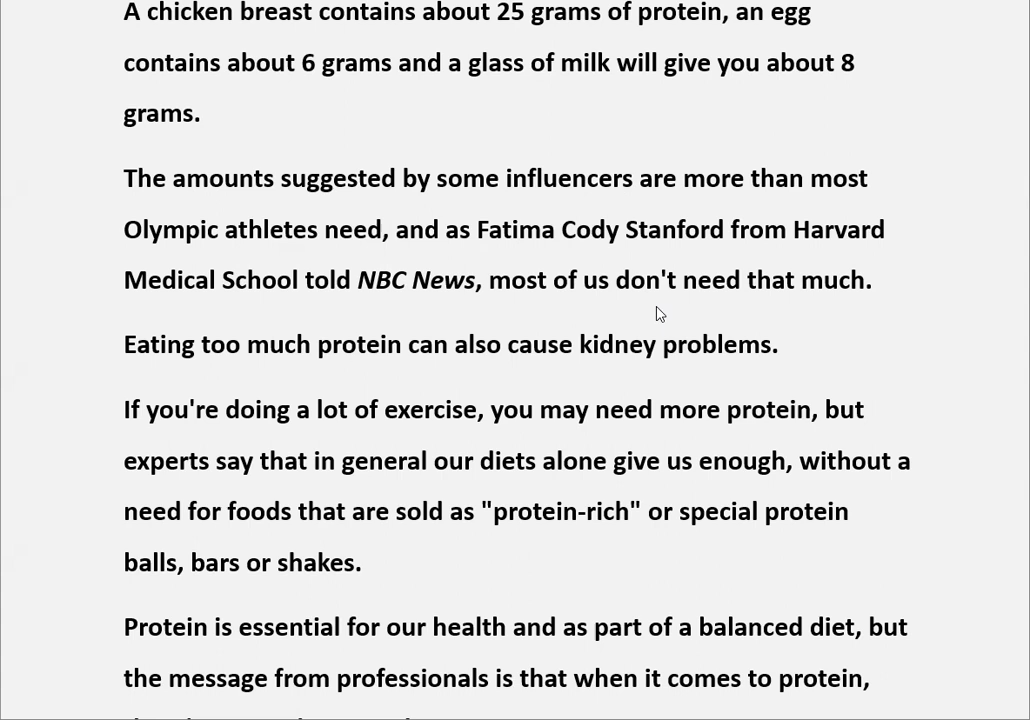 A chicken breast contains about 25 grams of protein, an egg
contains about 6 grams and a glass of milk will give you about 8
grams.
The amounts suggested by some influencers are more than most
Olympic athletes need, and as Fatima Cody Stanford from Harvard
Medical School told NBC News, most of us don't need that much.
Eating too much protein can also cause kidney problems.
If you're doing a lot of exercise, you may need more protein, but
experts say that in general our diets alone give us enough, without a
need for foods that are sold as "protein-rich" or special protein
balls, bars or shakes.
Protein is essential for our health and as part of a balanced diet, but
the message from professionals is that when it comes to protein,